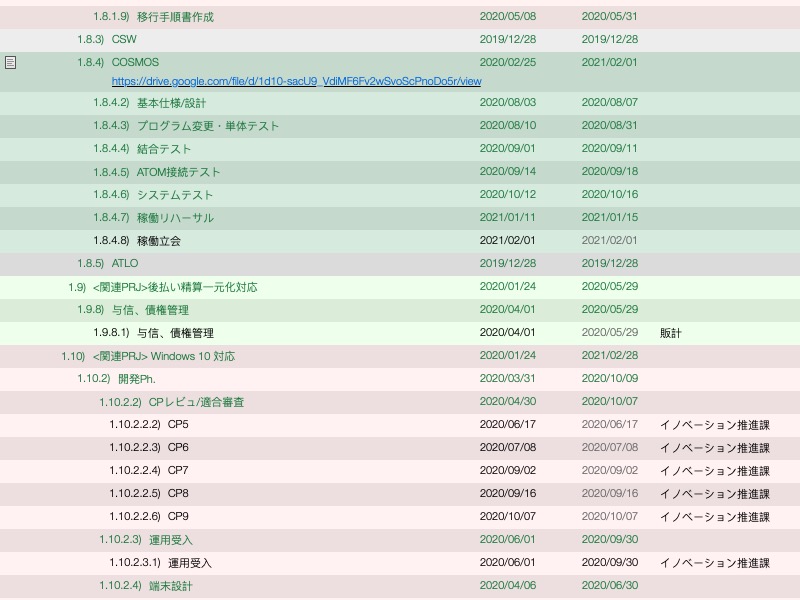 1.8.1.9) 移行手順書作成 2020/05/08 2020/05/31
1.8.3) CSW 2019/12/28 2019/12/28
1.8.4) COSMOS 2020/02/25 2021/02/01
https://drive.google.com/file/d/1d10-sacU9_VdiMF6Fv2wSvoScPnoDo5r/view
1.8.4.2) 基本仕様/設計 2020/08/03 2020/08/07
1.8.4.3) プログラム変更・単体テスト 2020/08/10 2020/08/31
1.8.4.4) 結合テスト 2020/09/01 2020/09/11
1.8.4.5) ATOM接続テスト 2020/09/14 2020/09/18
1.8.4.6) システムテスト 2020/10/12 2020/10/16
1.8.4.7) 稼働リハーサル 2021/01/11 2021/01/15
1.8.4.8) 稼働立会 2021/02/01 2021/02/01
1.8.5) ATLO 2019/12/28 2019/12/28
1.9) <関連PRJ>後払い精算一元化対応 2020/01/24 2020/05/29
1.9.8) 与信、債権管理 2020/04/01 2020/05/29
1.9.8.1) 与信、債権管理 2020/04/01 2020/05/29 販計
1.10) <関連PRJ> Windows 10 対応 2020/01/24 2021/02/28
1.10.2) 開発Ph. 2020/03/31 2020/10/09
1.10.2.2) CPレビュ/適合審査 2020/04/30 2020/10/07
1.10.2.2.2) CP5 2020/06/17 2020/06/17 イノベーション推進課
1.10.2.2.3) CP6 2020/07/08 2020/07/08 イノベーション推進課
1.10.2.2.4) CP7 2020/09/02 2020/09/02 イノベーション推進課
1.10.2.2.5) CP8 2020/09/16 2020/09/16 イノベーション推進課
1.10.2.2.6) CP9 2020/10/07 2020/10/07 イノベーション推進課
1.10.2.3) 運用受入 2020/06/01 2020/09/30
1.10.2.3.1) 運用受入 2020/06/01 2020/09/30 イノベーション推進課
1.10.2.4) 端末設計 2020/04/06 2020/06/30